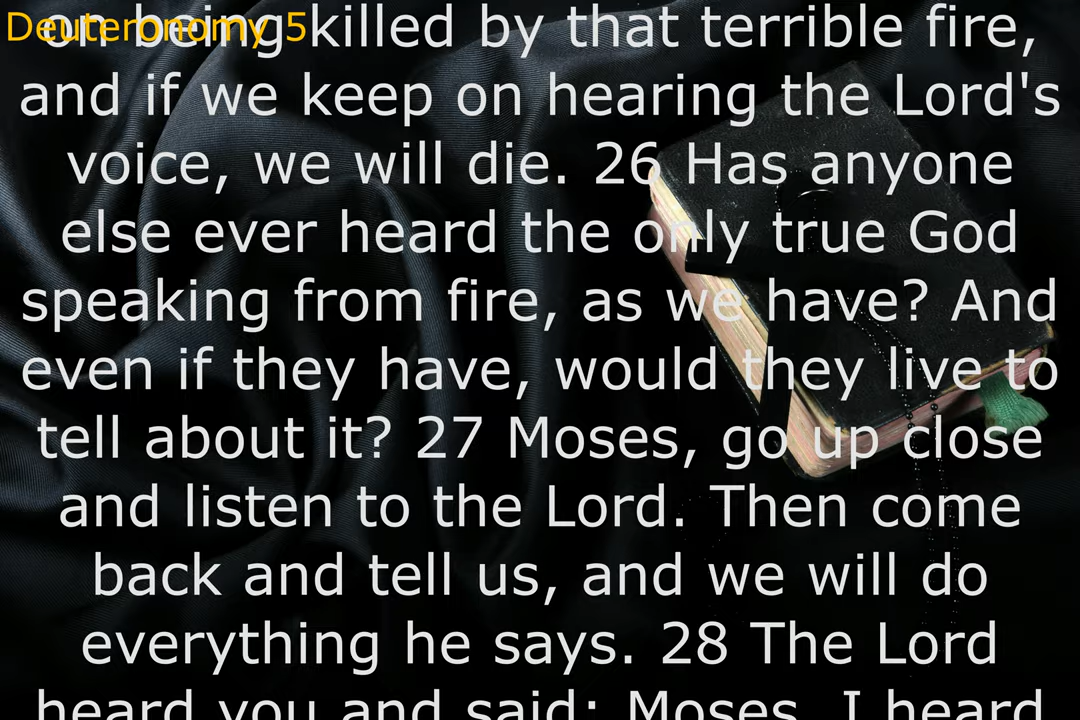 Deuteronomy 5
on being killed by that terrible fire,
and if we keep on hearing the Lord's
voice, we will die. 26 Has anyone
else ever heard the only true God
speaking from fire, as we have? And
even if they have, would they live to
tell about it? 27 Moses, go up close
and listen to the Lord. Then come
back and tell us, and we will do
everything he says. 28 The Lord
heard you and said: Moses, I heard